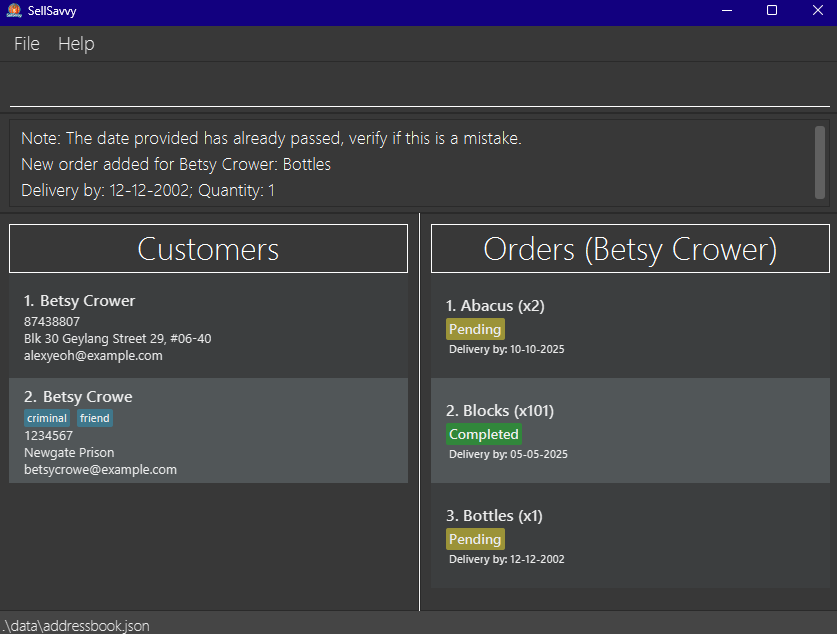 SellSavvy
File Help
Note: The date provided has already passed, verify if this is a mistake.
New order added for Betsy Crower: Bottles
Delivery by: 12-12-2002; Quantity: 1
Customers
1. Betsy Crower
87438807
Blk 30 Geylang Street 29, #06-40
alexyeoh@example.com
2. Betsy Crowe
criminal friend
1234567
Newgate Prison
betsycrowe@example.com
Orders (Betsy Crower)
1. Abacus (x2)
Pending
Delivery by: 10-10-2025
2. Blocks (x101)
Completed
Delivery by: 05-05-2025
3. Bottles (x1)
Pending
Delivery by: 12-12-2002
.\data\addressbook.json